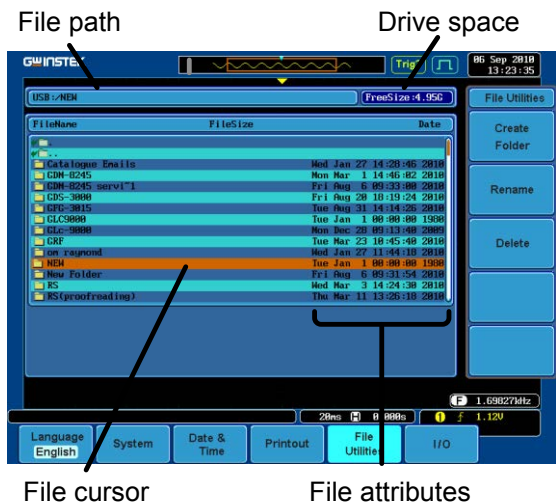 File path
Drive space
GWINSTEK
Trig'd
06 Sep 2010
13:23:35
USB:/NEW
FreeSize:4.95G
File Utilities
FileName FileSize Date
.
..
Catalogue Emails Wed Jan 27 14:28:46 2010
GDM-8245 Mon Mar 1 14:46:02 2010
GDM-8245 servi~1 Fri Aug 6 09:33:00 2010
GDS-3000 Fri Aug 20 18:19:24 2010
GFG-3015 Tue Aug 31 14:14:26 2010
GLC9000 Tue Jan 1 00:00:00 1980
GLc-9000 Mon Dec 28 09:13:40 2009
GRF Tue Mar 23 10:45:40 2010
om raymond Wed Jan 27 11:44:18 2010
NEW Tue Jan 1 00:00:00 1980
New Folder Fri Aug 6 09:31:54 2010
RS Wed Mar 3 14:24:30 2010
RS(proofreading) Thu Mar 11 13:26:18 2010
Create
Folder
Rename
Delete
F 1.69827kHz
20ms H 0.000s
1 f 1.12V
Language
English
System
Date &
Time
Printout
File
Utilities
I/O
File cursor
File attributes